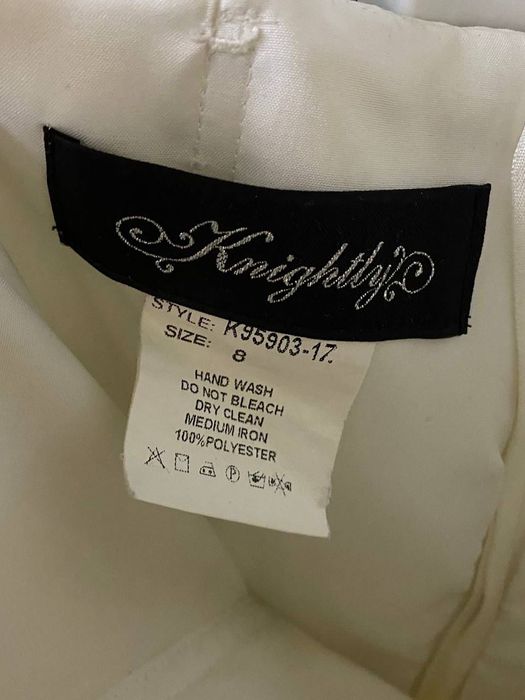 Knightly
STYLE: K95903-17
SIZE: 8
HAND WASH
DO NOT BLEACH
DRY CLEAN
MEDIUM IRON
100%POLYESTER